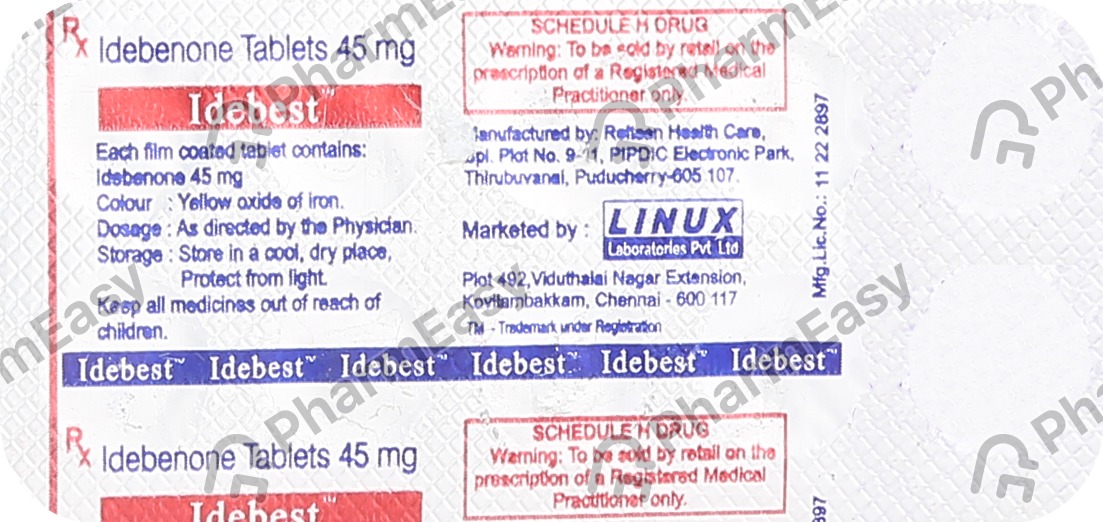 Rx Idebenone Tablets 45 mg
Idebest™
Each film coated tablet contains:
Idebenone 45 mg
Colour : Yellow oxide of iron.
Dosage : As directed by the Physician.
Storage : Store in a cool, dry place,
Protect from light.
Keep all medicines out of reach of
children.
SCHEDULE H DRUG
Warning: To be sold by retail on the
prescription of a Registered Medical
Practitioner only.
Manufactured by: Health Care,
Spl. Plot No. 9-11, PIPDIC Electronic Park,
Thirubuvanai, Puducherry-605 107.
Marketed by :
LINUX
Laboratories Pvt Ltd
Plot 492,Viduthalai Nagar Extension,
Kovilambakkam, Chennai - 600 117
TM - Trademark under Registration
Mfg.Lic.No.: 11 22 2897
Idebest™ Idebest™ Idebest™ Idebest™ Idebest™ Idebest™
Rx Idebenone Tablets 45 mg
Idebest™
SCHEDULE H DRUG
Warning: To be sold by retail on the
prescription of a Registered Medical
Practitioner only.
897
PharmEasy
PharmEasy
PharmEasy
PharmEasy